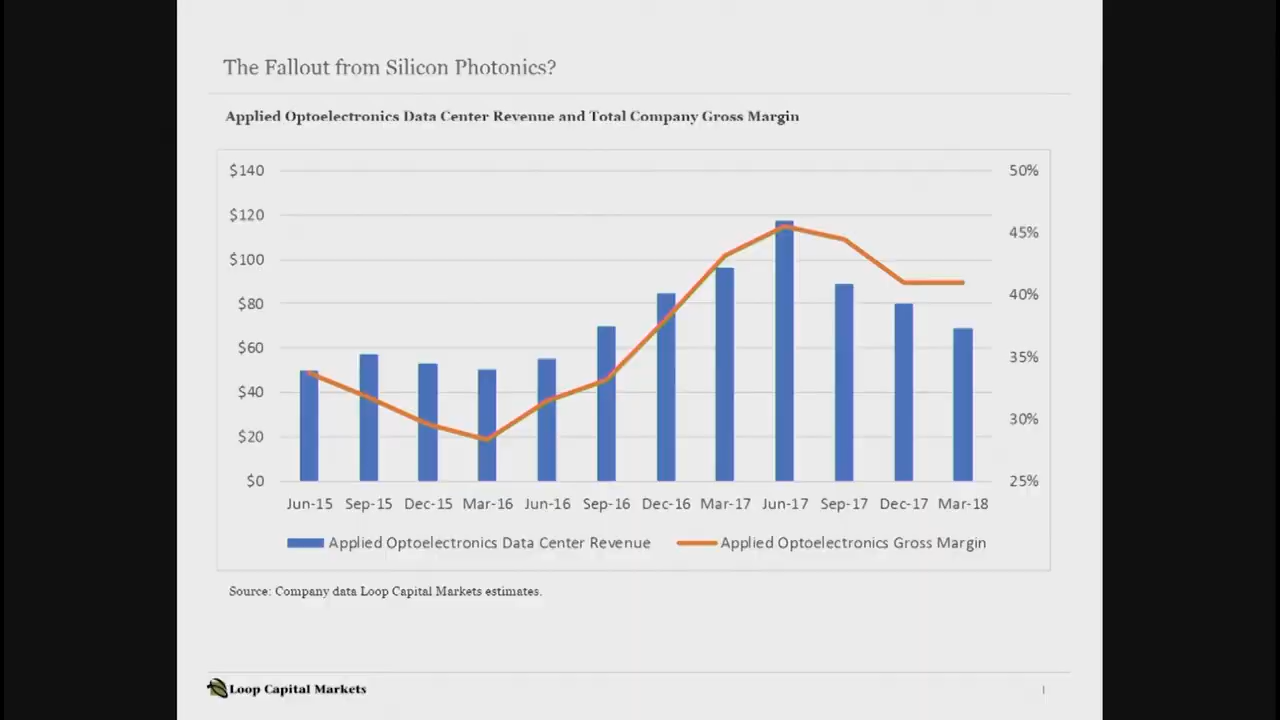 The Fallout from Silicon Photonics?
Applied Optoelectronics Data Center Revenue and Total Company Gross Margin
$140
$120
$100
$80
$60
$40
$20
$0
50%
45%
40%
35%
30%
25%
Jun-15 Sep-15 Dec-15 Mar-16 Jun-16 Sep-16 Dec-16 Mar-17 Jun-17 Sep-17 Dec-17 Mar-18
Applied Optoelectronics Data Center Revenue Applied Optoelectronics Gross Margin
Source: Company data Loop Capital Markets estimates.
Loop Capital Markets 1